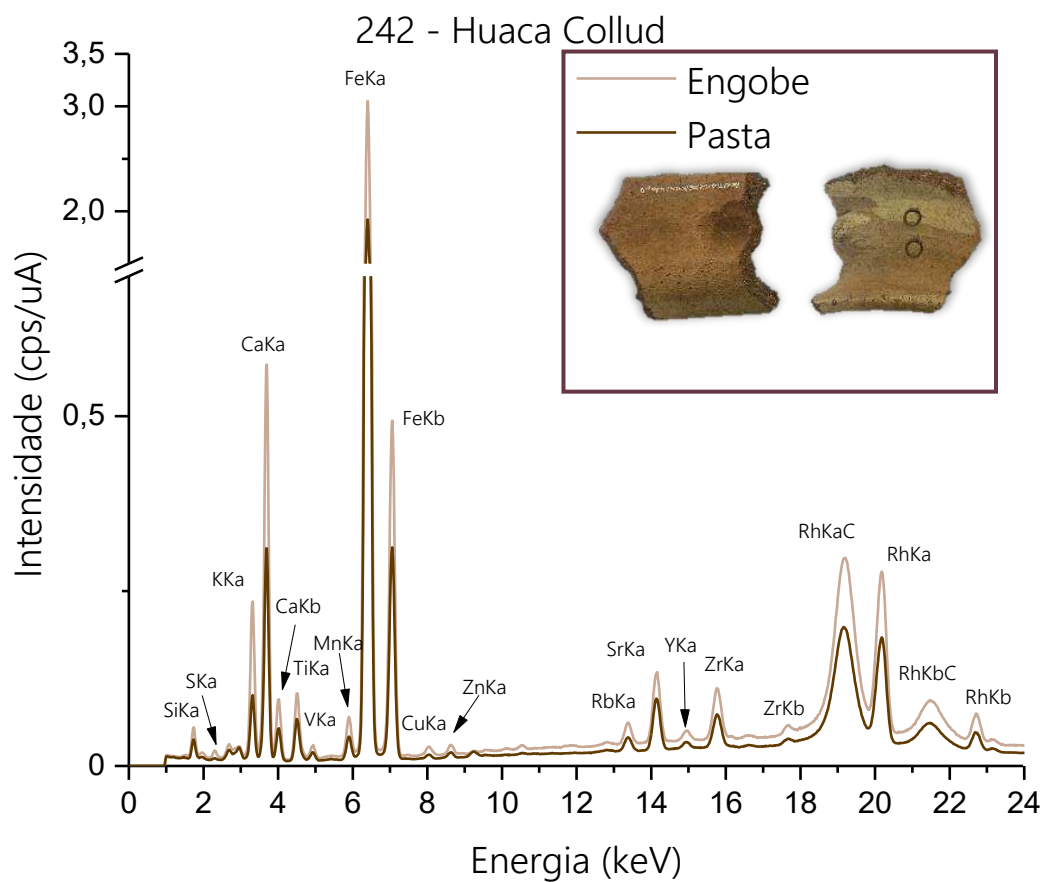 242 - Huaca Collud
Engobe
Pasta
Intensidade (cps/uA)
3,5
3,0
2,0
0,5
0
FeKa
CaKa
FeKb
KKa
CaKb
SKa
SiKa
TiKa
VKa
MnKa
CuKa
ZnKa
RbKa
SrKa
YKa
ZrKa
ZrKb
RhKaC
RhKa
RhKbC
RhKb
0 2 4 6 8 10 12 14 16 18 20 22 24
Energia (keV)